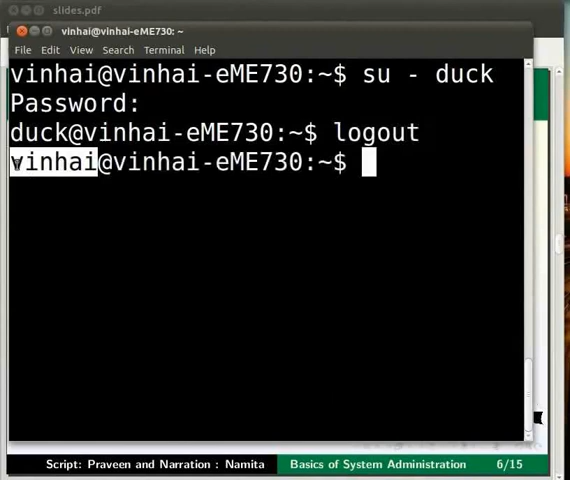 slides.pdf
vinhai@vinhai-eME730: ~
File Edit View Search Terminal Help
vinhai@vinhai-eME730:~$ su - duck
Password:
duck@vinhai-eME730:~$ logout
vinhai@vinhai-eME730:~$
Script: Praveen and Narration : Namita Basics of System Administration 6/15